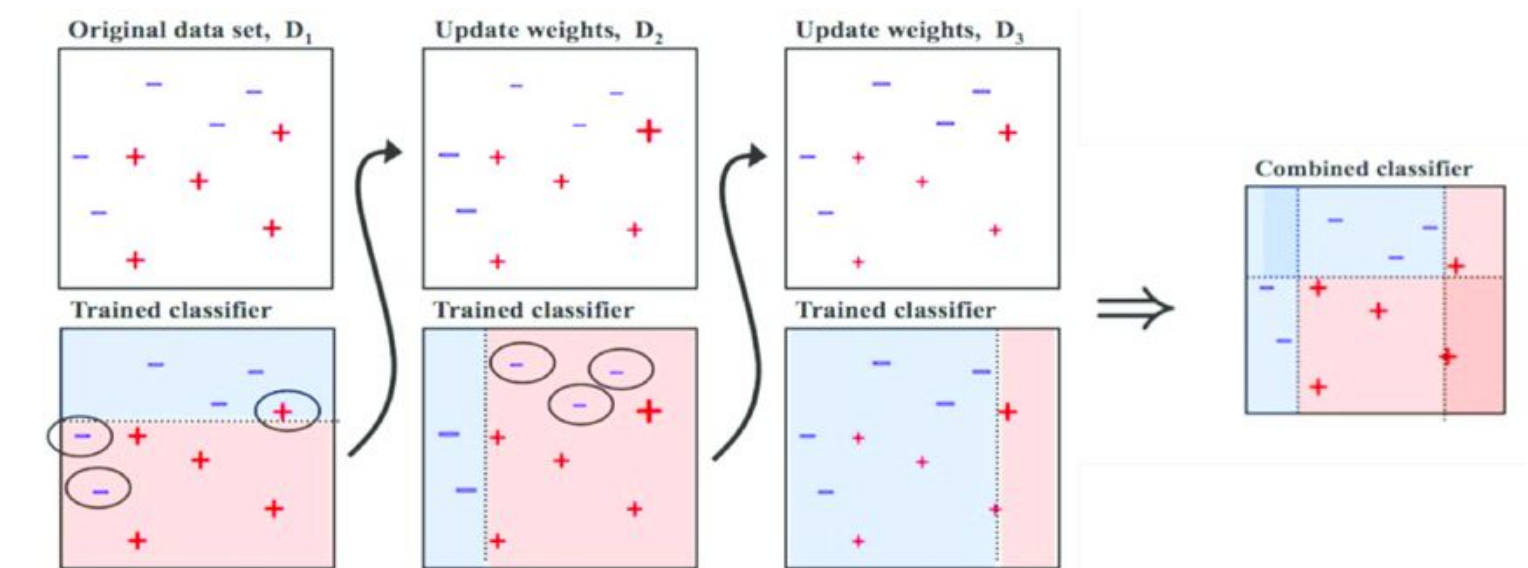 Original data set, D₁
Update weights, D₂
Update weights, D₃
Combined classifier
Trained classifier
Trained classifier
Trained classifier